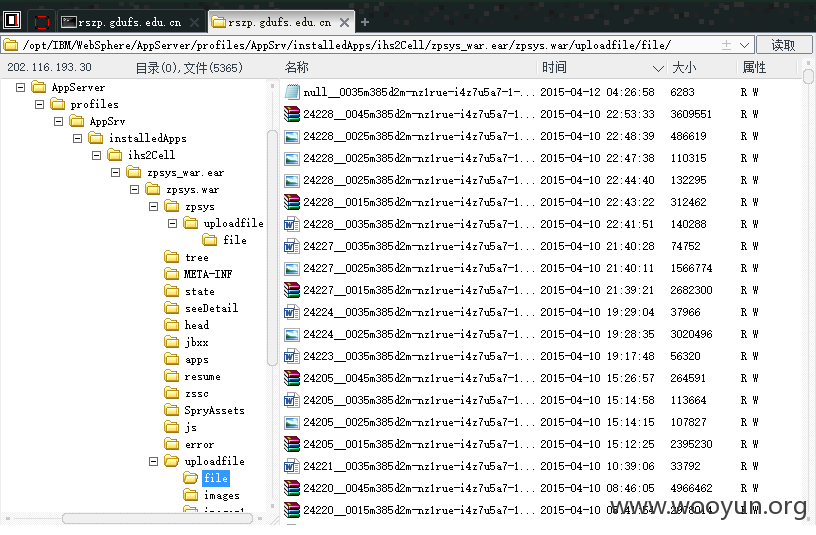 rszp.gdufs.edu.cn
rszp.gdufs.edu.cn
/opt/IBM/WebSphere/AppServer/profiles/AppSrv/installedApps/ihs2Cell/zpsys_war.ear/zpsys.war/uploadfile/file/
读取
202.116.193.30 目录(0),文件(5365)
名称 时间 大小 属性
AppServer
profiles
AppSrv
installedApps
ihs2Cell
zpsys_war.ear
zpsys.war
zpsys
uploadfile
file
tree
META-INF
state
seeDetail
head
jbxx
apps
resume
zssc
SpryAssets
js
error
uploadfile
file
images
null__0035m385d2m-nz1rue-i4z7u5a7-1-... 2015-04-12 04:26:58 6283 R W
24228__0045m385d2m-nz1rue-i4z7u5a7-1... 2015-04-10 22:53:33 3609551 R W
24228__0025m385d2m-nz1rue-i4z7u5a7-1... 2015-04-10 22:48:39 486619 R W
24228__0025m385d2m-nz1rue-i4z7u5a7-1... 2015-04-10 22:47:38 110315 R W
24228__0025m385d2m-nz1rue-i4z7u5a7-1... 2015-04-10 22:44:40 132295 R W
24228__0015m385d2m-nz1rue-i4z7u5a7-1... 2015-04-10 22:43:22 312462 R W
24228__0035m385d2m-nz1rue-i4z7u5a7-1... 2015-04-10 22:41:51 140288 R W
24227__0035m385d2m-nz1rue-i4z7u5a7-1... 2015-04-10 21:40:28 74752 R W
24227__0025m385d2m-nz1rue-i4z7u5a7-1... 2015-04-10 21:40:11 1566774 R W
24227__0015m385d2m-nz1rue-i4z7u5a7-1... 2015-04-10 21:39:21 2682300 R W
24224__0035m385d2m-nz1rue-i4z7u5a7-1... 2015-04-10 19:29:04 37966 R W
24224__0025m385d2m-nz1rue-i4z7u5a7-1... 2015-04-10 19:28:35 3020496 R W
24223__0035m385d2m-nz1rue-i4z7u5a7-1... 2015-04-10 19:17:48 56320 R W
24205__0045m385d2m-nz1rue-i4z7u5a7-1... 2015-04-10 15:26:57 264591 R W
24205__0035m385d2m-nz1rue-i4z7u5a7-1... 2015-04-10 15:14:58 113664 R W
24205__0025m385d2m-nz1rue-i4z7u5a7-1... 2015-04-10 15:14:15 107827 R W
24205__0015m385d2m-nz1rue-i4z7u5a7-1... 2015-04-10 15:12:25 2395230 R W
24221__0035m385d2m-nz1rue-i4z7u5a7-1... 2015-04-10 10:39:06 33792 R W
24220__0045m385d2m-nz1rue-i4z7u5a7-1... 2015-04-10 08:46:05 4966462 R W
24220__0015m385d2m-nz1rue-i4z7u5a7-1... 2015-04-10 R W
www.wooyun.org